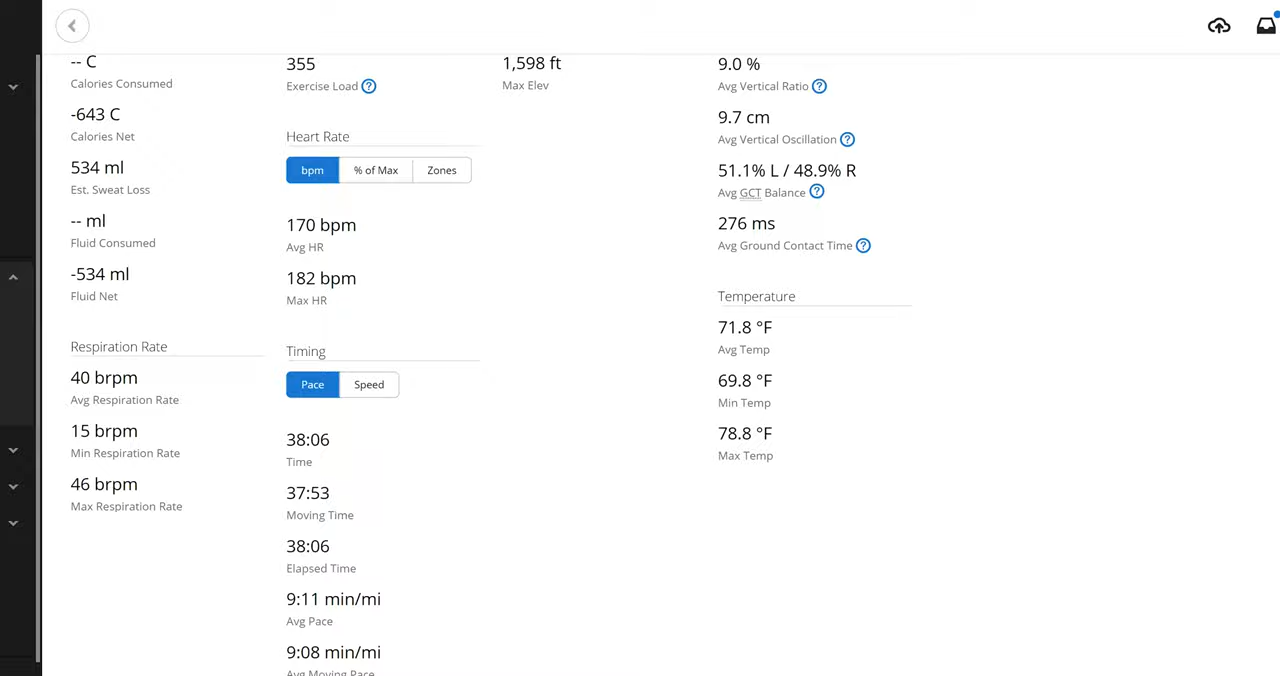 -- C
Calories Consumed
-643 C
Calories Net
534 ml
Est. Sweat Loss
-- ml
Fluid Consumed
-534 ml
Fluid Net
Respiration Rate
40 brpm
Avg Respiration Rate
15 brpm
Min Respiration Rate
46 brpm
Max Respiration Rate
355
Exercise Load ?
Heart Rate
bpm % of Max Zones
170 bpm
Avg HR
182 bpm
Max HR
Timing
Pace Speed
38:06
Time
37:53
Moving Time
38:06
Elapsed Time
9:11 min/mi
Avg Pace
9:08 min/mi
Avg Moving Pace
1,598 ft
Max Elev
9.0 %
Avg Vertical Ratio ?
9.7 cm
Avg Vertical Oscillation ?
51.1% L / 48.9% R
Avg GCT Balance ?
276 ms
Avg Ground Contact Time ?
Temperature
71.8 °F
Avg Temp
69.8 °F
Min Temp
78.8 °F
Max Temp